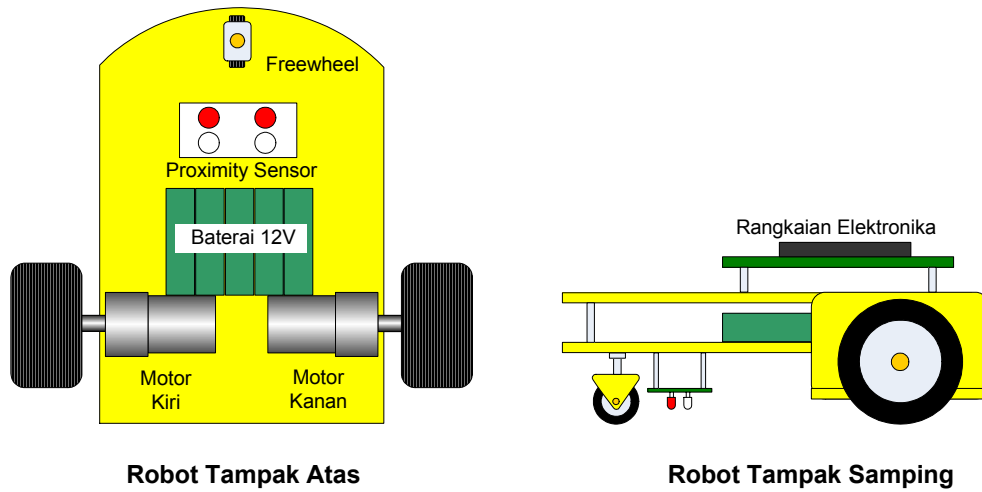 Freewheel
Proximity Sensor
Baterai 12V
Motor
Kiri
Motor
Kanan
Robot Tampak Atas
Rangkaian Elektronika
Robot Tampak Samping